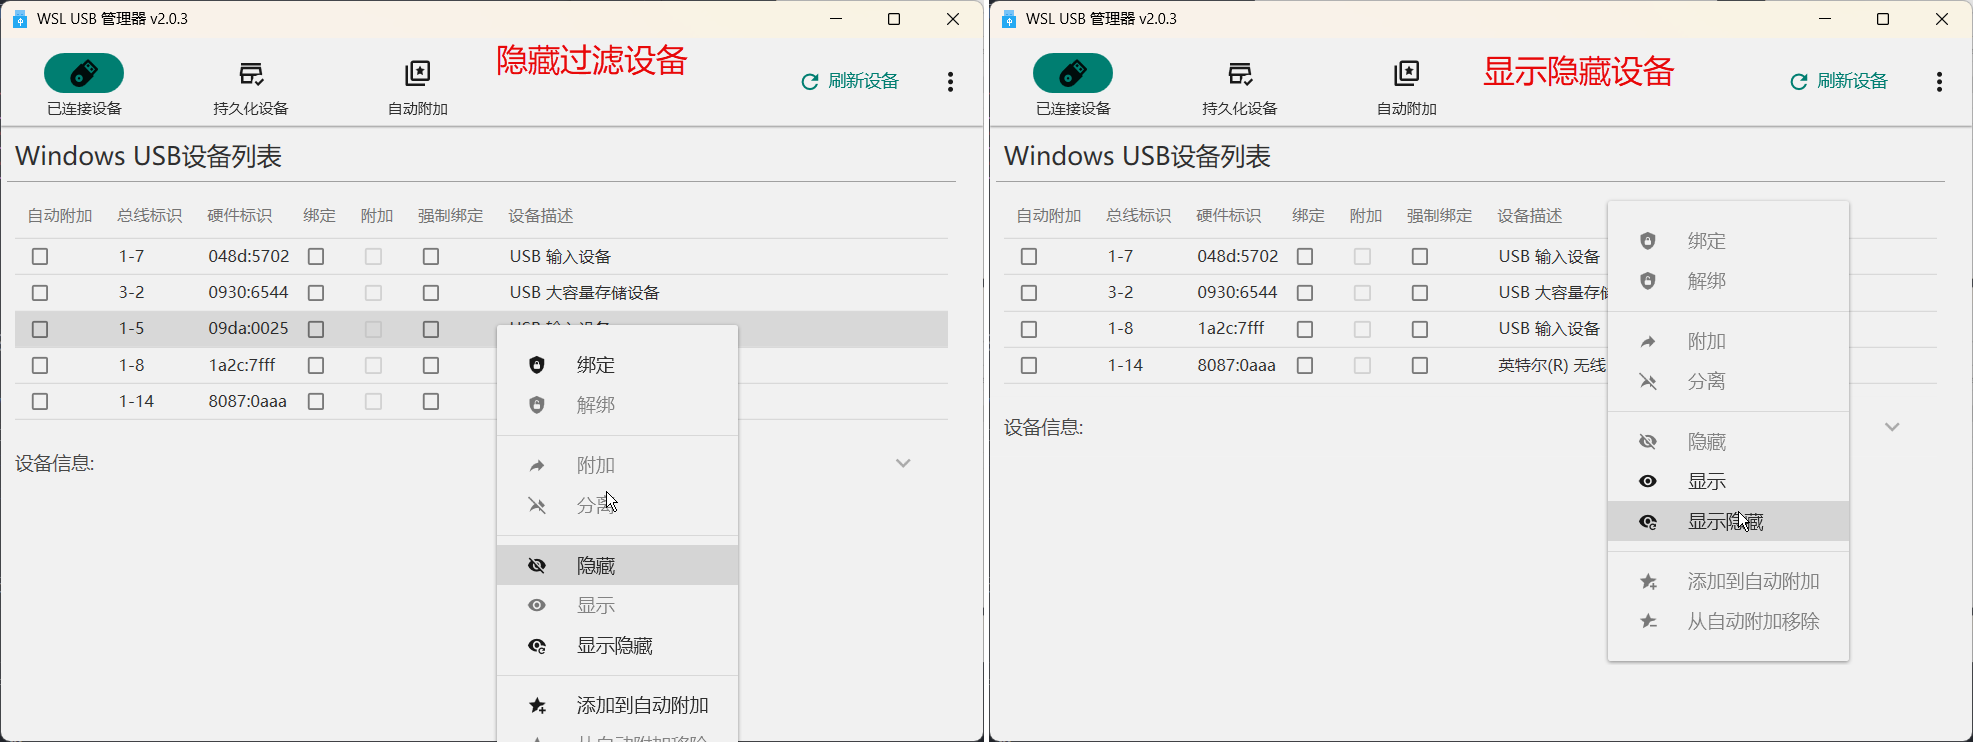 WSL USB 管理器 v2.0.3
隐藏过滤设备
已连接设备
持久化设备
自动附加
刷新设备
Windows USB设备列表
自动附加 总线标识 硬件标识 绑定 附加 强制绑定 设备描述
1-7 048d:5702 USB 输入设备
3-2 0930:6544 USB 大容量存储设备
1-5 09da:0025
1-8 1a2c:7fff
1-14 8087:0aaa
设备信息:
绑定
解绑
附加
分离
隐藏
显示
显示隐藏
添加到自动附加
从自动附加移除
WSL USB 管理器 v2.0.3
显示隐藏设备
已连接设备
持久化设备
自动附加
刷新设备
Windows USB设备列表
自动附加 总线标识 硬件标识 绑定 附加 强制绑定 设备描述
1-7 048d:5702 USB 输入设备
3-2 0930:6544 USB 大容量存
1-8 1a2c:7fff USB 输入设备
1-14 8087:0aaa 英特尔(R) 无线
设备信息:
绑定
解绑
附加
分离
隐藏
显示
显示隐藏
添加到自动附加
从自动附加移除